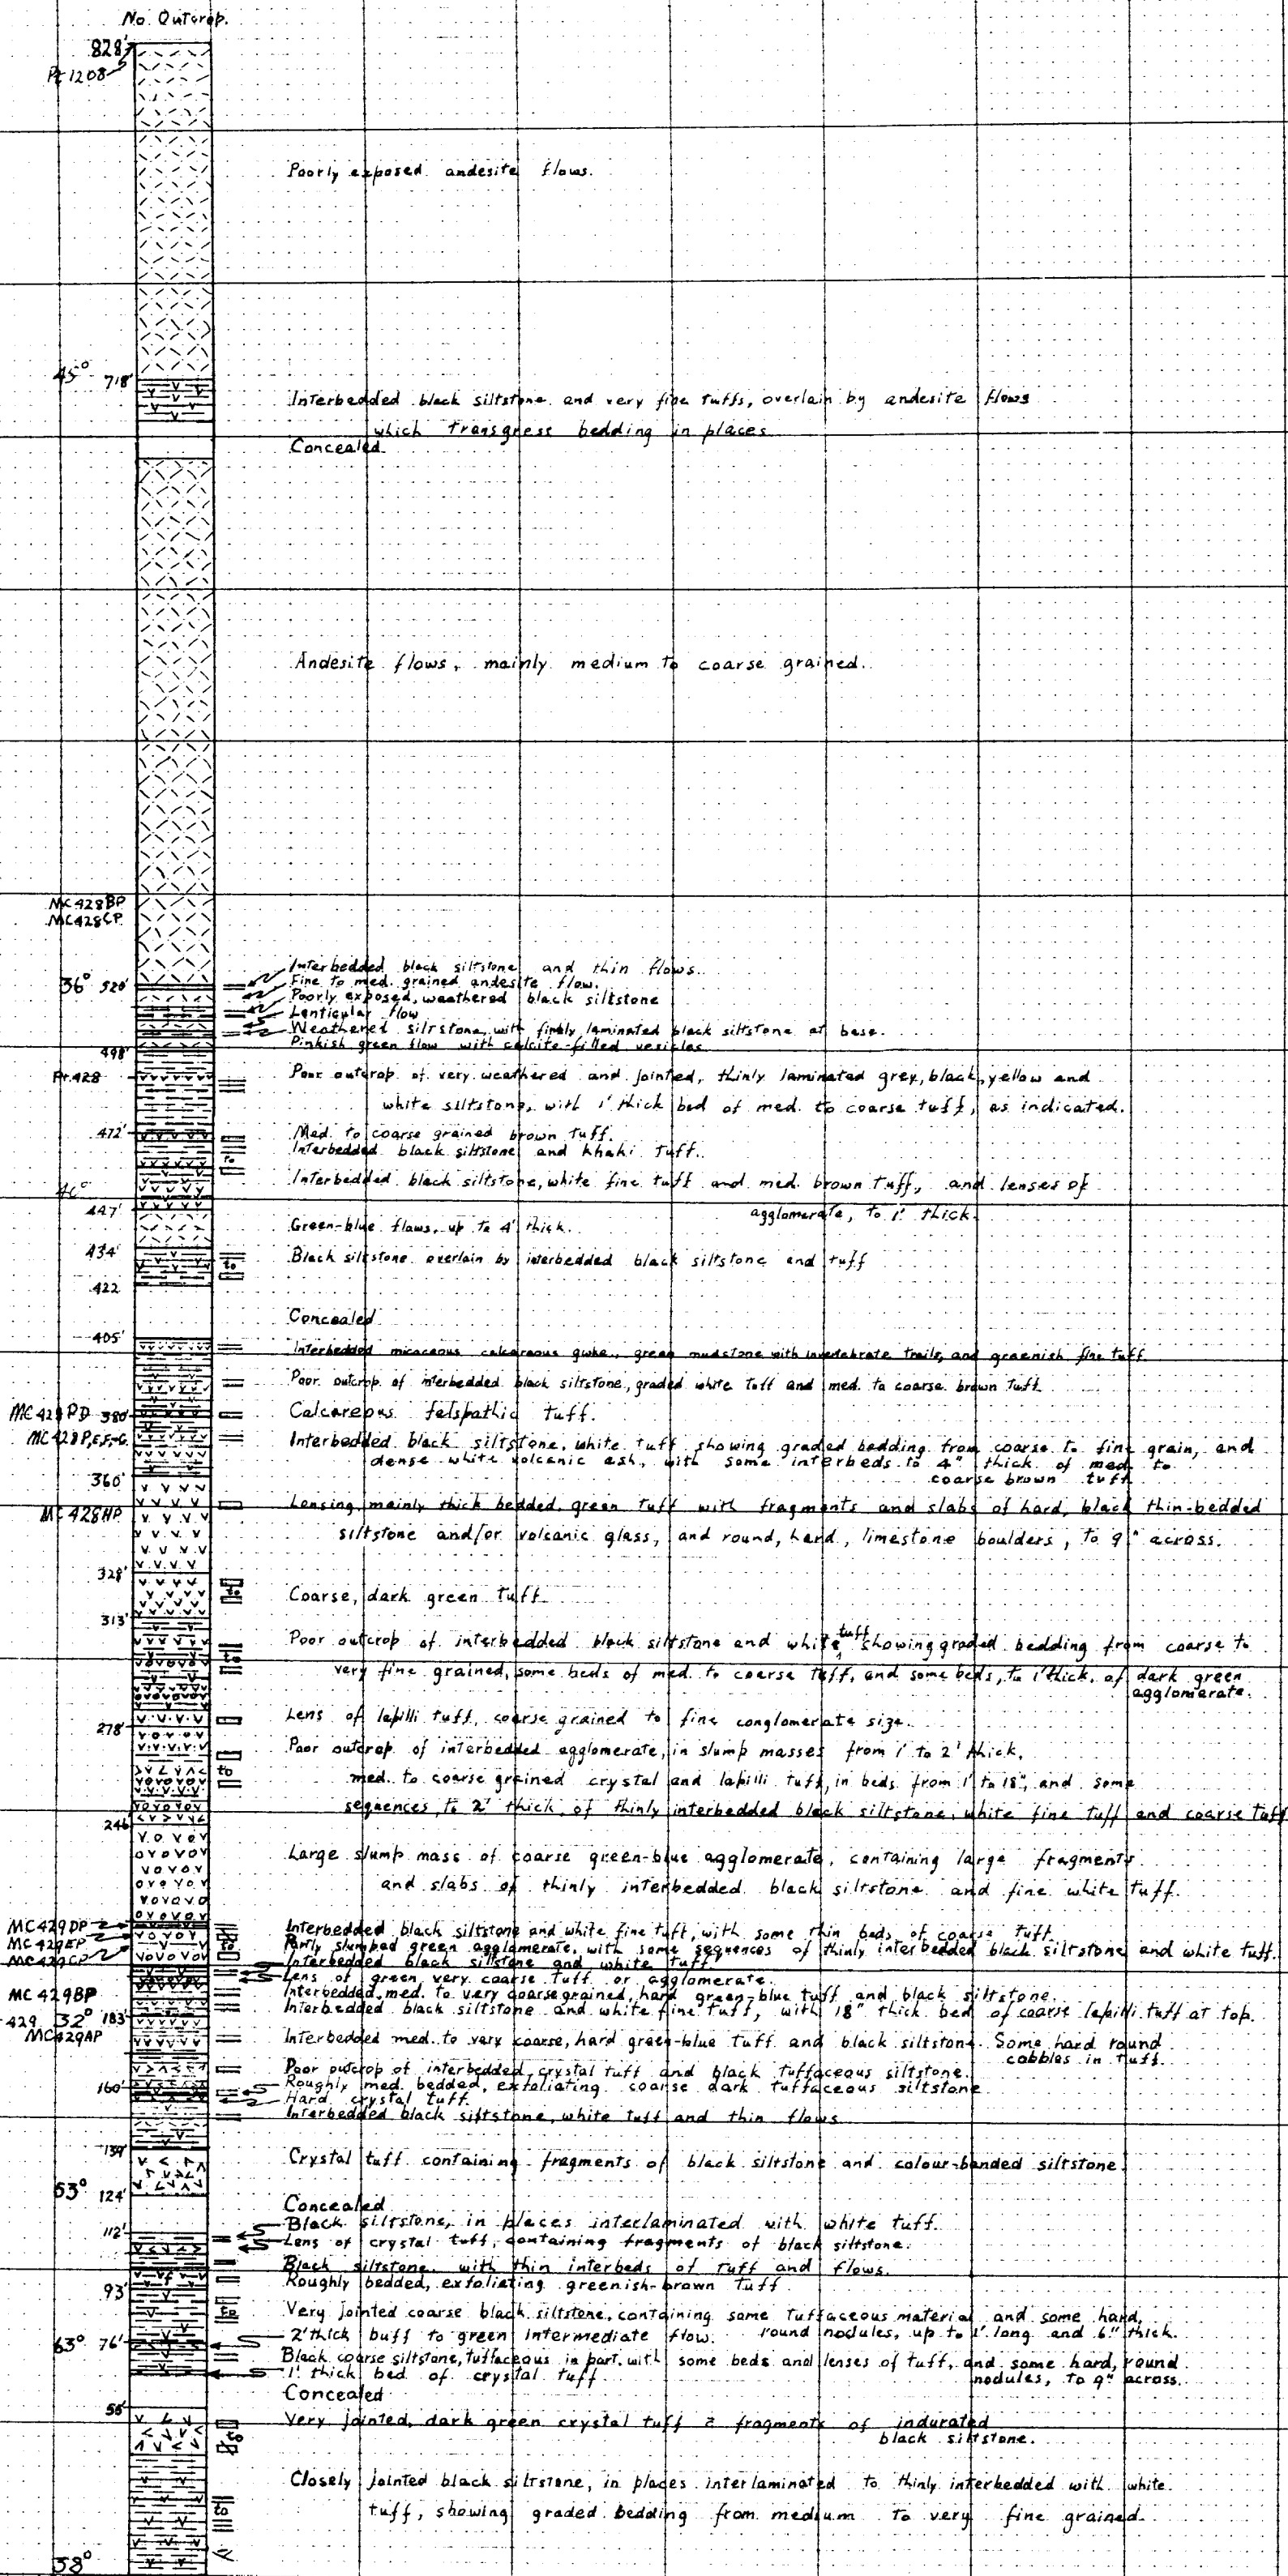 No. Outcrop.
828'
Pt 1208
Poorly exposed andesite flows.
45° 718'
Interbedded black siltstone and very fine tuffs, overlain by andesite flows
which transgress bedding in places
Concealed
Andesite flows, mainly medium to coarse grained.
MC428BP
MC428CP
Interbedded black siltstone and thin flows.
36° 520'
Fine to med. grained andesite flow.
Poorly exposed, weathered black siltstone
Lenticular flow
Weathered siltstone, with finely laminated black siltstone at base.
Pinkish green flow with calcite-filled vesicles
498'
Pt. 428
Poor outcrop of very weathered and jointed, thinly laminated grey, black, yellow and
white siltstone, with 1' thick bed of med. to coarse tuff, as indicated.
472'
Med. to coarse grained brown tuff.
Interbedded black siltstone and khaki tuff.
Interbedded black siltstone, white fine tuff and med. brown tuff, and lenses of
agglomerate, to 1' thick.
447'
Green-blue flows, up to 4' thick.
434'
to
Black siltstone overlain by interbedded black siltstone and tuff
422
Concealed
405'
Interbedded micaceous calcareous gwke., green mudstone with invertebrate trails, and greenish fine tuff
Poor outcrop of interbedded black siltstone, graded white tuff and med. to coarse brown tuff.
MC428PD 380'
Calcareous felspathic tuff.
MC428P,E,F,G.
Interbedded black siltstone, white tuff showing graded bedding from coarse to fine grain, and
dense white volcanic ash, with some interbeds to 4" thick of med. to
coarse brown tuff
360'
MC428HP
Lensing mainly thick bedded, green tuff with fragments and slabs of hard, black thin-bedded
siltstone and/or volcanic glass, and round, hard, limestone boulders, to 9" across.
328'
to
Coarse, dark green tuff
313'
Poor outcrop of interbedded black siltstone and white tuff showing graded bedding from coarse to
very fine grained, some beds of med. to coarse tuff, and some beds, to 1' thick, of dark green
agglomerate.
to
Lens of lapilli tuff, coarse grained to fine conglomerate size.
278'
Poor outcrop of interbedded agglomerate, in slump masses from 1' to 2' thick,
to
med. to coarse grained crystal and lapilli tuff, in beds from 1" to 18", and some
seqences to 2' thick, of thinly interbedded black siltstone, white fine tuff and coarse tuff
246'
Large slump mass of coarse green-blue agglomerate, containing large fragments
and slabs of thinly interbedded black siltstone and fine white tuff.
MC429DP
Interbedded black siltstone and white fine tuff, with some thin beds of coarse tuff.
MC429EP
to
Partly slumped green agglomerate, with some sequences of thinly interbedded black siltstone and white tuff.
MC429CP
Interbedded black siltstone and white tuff
Lens of green, very coarse tuff or agglomerate.
MC429BP
Interbedded, med. to very coarse grained, hard green-blue tuff and black siltstone.
429 32° 183'
Interbedded black siltstone and white fine tuff, with 18" thick bed of coarse lapilli tuff at top.
MC429AP
Interbedded med. to very coarse, hard green-blue tuff and black siltstone. Some hard round
cobbles in tuff.
Poor outcrop of interbedded, crystal tuff and black tuffaceous siltstone.
160'
Roughly med. bedded, exfoliating coarse dark tuffaceous siltstone
Hard crystal tuff.
Interbedded black siltstone, white tuff and thin flows
139'
Crystal tuff containing fragments of black siltstone and colour-banded siltstone.
53° 124'
Concealed
112'
Black siltstone, in places interlaminated with white tuff.
Lens of crystal tuff, containing fragments of black siltstone.
Black siltstone, with thin interbeds of tuff and flows.
93'
Roughly bedded, exfoliating greenish-brown tuff
to
Very jointed coarse black siltstone, containing some tuffaceous material and some hard,
round nodules, up to 1' long and 6" thick.
63° 76'
2' thick buff to green intermediate flow.
Black coarse siltstone, tuffaceous in part, with some beds and lenses of tuff, and some hard, round
nodules, to 9" across.
1' thick bed of crystal tuff
Concealed
Very jointed, dark green crystal tuff fragments of indurated
black siltstone.
to
Closely jointed black siltstone, in places interlaminated to thinly interbedded with white
tuff, showing graded bedding from medium to very fine grained
to